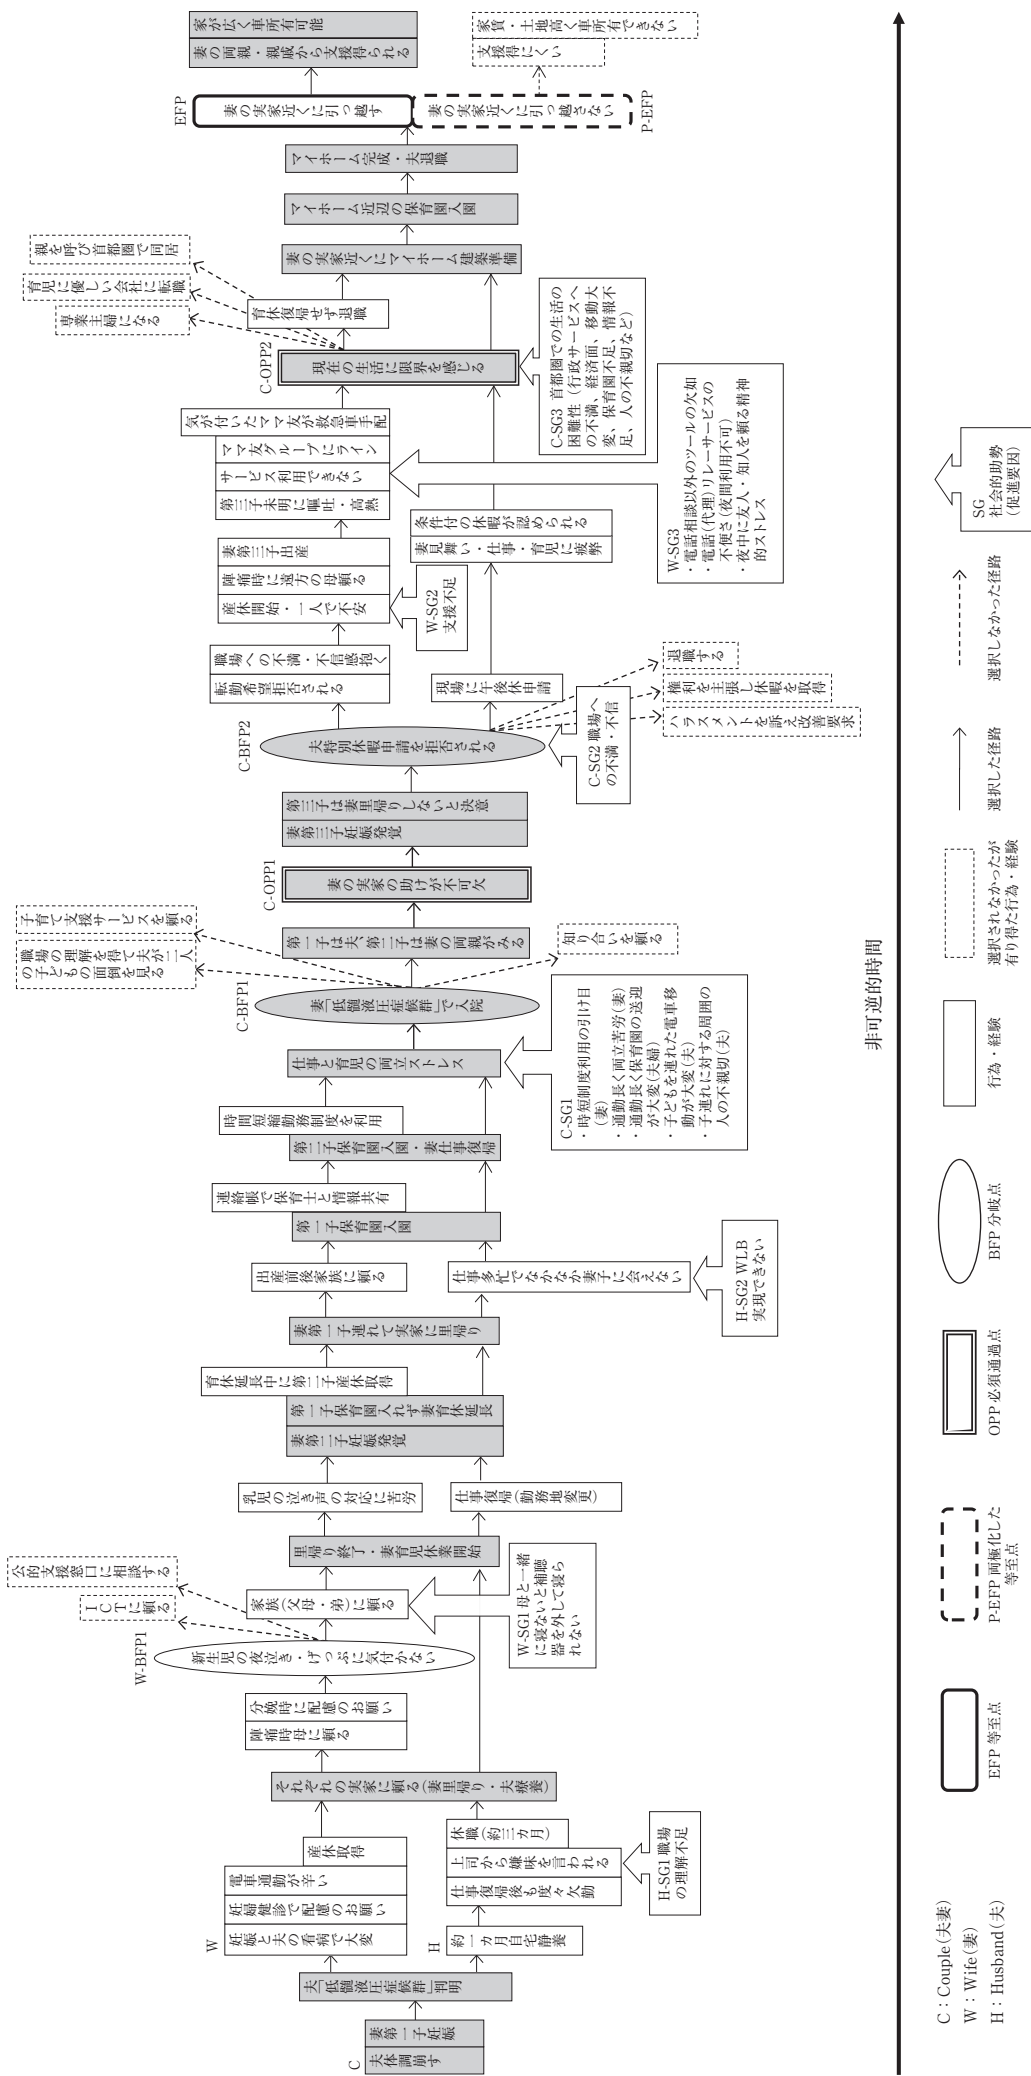 C
夫体調崩す
妻第一子妊娠
夫「低髄液圧症候群」判明
W
妊娠と夫の看病で大変
妊婦健診で配慮のお願い
電車通勤が辛い
産休取得
H
約一カ月自宅静養
仕事復帰後も度々欠勤
上司から嫌味を言われる
休職(約三カ月)
H-SG1 職場
の理解不足
それぞれの実家に頼る(妻里帰り・夫療養)
陣痛時母に頼る
分娩時に配慮のお願い
W-BFP1
新生児の夜泣き・げっぷに気付かない
ICTに頼る
公的支援窓口に相談する
家族(父母・弟)に頼る
W-SG1 母と一緒
に寝ないと補聴
器を外して寝ら
れない
里帰り終了・妻育児休業開始
乳児の泣き声の対応に苦労
仕事復帰(勤務地変更)
妻第二子妊娠発覚
第一子保育園入れず妻育休延長
育休延長中に第二子産休取得
妻第一子連れて実家に里帰り
出産前後家族に頼る
仕事多忙でなかなか妻子に会えない
H-SG2 WLB
実現できない
第一子保育園入園
連絡帳で保育士と情報共有
第二子保育園入園・妻仕事復帰
時間短縮勤務制度を利用
仕事と育児の両立ストレス
C-SG1
・時短制度利用の引け目
(妻)
・通勤長く両立苦労(妻)
・通勤長く保育園の送迎
が大変(夫婦)
・子どもを連れた電車移
動が大変(夫)
・子連れに対する周囲の
人の不親切(夫)
C-BFP1
妻「低髄液圧症候群」で入院
職場の理解を得て夫が二人
の子どもの面倒を見る
子育て支援サービスを頼る
知り合いを頼る
第一子は夫、第二子は妻の両親がみる
C-OPP1
妻の実家の助けが不可欠
妻第三子妊娠発覚
第三子は妻里帰りしないと決意
C-BFP2
夫特別休暇申請を拒否される
C-SG2 職場へ
の不満・不信
ハラスメントを訴え改善要求
権利を主張し休暇を取得
退職する
転勤希望拒否される
職場への不満・不信感抱く
現場に午後休申請
産休開始・一人で不安
陣痛時に遠方の母頼る
妻第三子出産
W-SG2
支援不足
妻見舞い・仕事・育児に疲弊
条件付の休暇が認められる
第三子未明に嘔吐・高熱
サービス利用できない
ママ友グループにライン
気が付いたママ友が救急車手配
W-SG3
・電話相談以外のツールの欠如
・電話(代理)リレーサービスの
不便さ(夜間利用不可)
・夜中に友人・知人を頼る精神
的ストレス
C-OPP2
現在の生活に限界を感じる
C-SG3 首都圏での生活の
困難性(行政サービスへ
の不満、経済面、移動大
変、保育園不足、情報不
足、人の不親切など)
専業主婦になる
育児に優しい会社に転職
親を呼び首都圏で同居
育休復帰せず退職
妻の実家近くにマイホーム建築準備
マイホーム近辺の保育園入園
マイホーム完成・夫退職
EFP
妻の実家近くに引っ越す
妻の実家近くに引っ越さない
P-EFP
妻の両親・親戚から支援得られる
家が広く車所有可能
支援得にくい
家賃・土地高く車所有できない
非可逆的時間
C：Couple(夫妻)
W：Wife(妻)
H：Husband(夫)
EFP 等至点
P-EFP 両極化した
等至点
OPP 必須通過点
BFP 分岐点
行為・経験
選択されなかったが
有り得た行為・経験
選択した径路
選択しなかった径路
SG
社会的助勢
(促進要因)